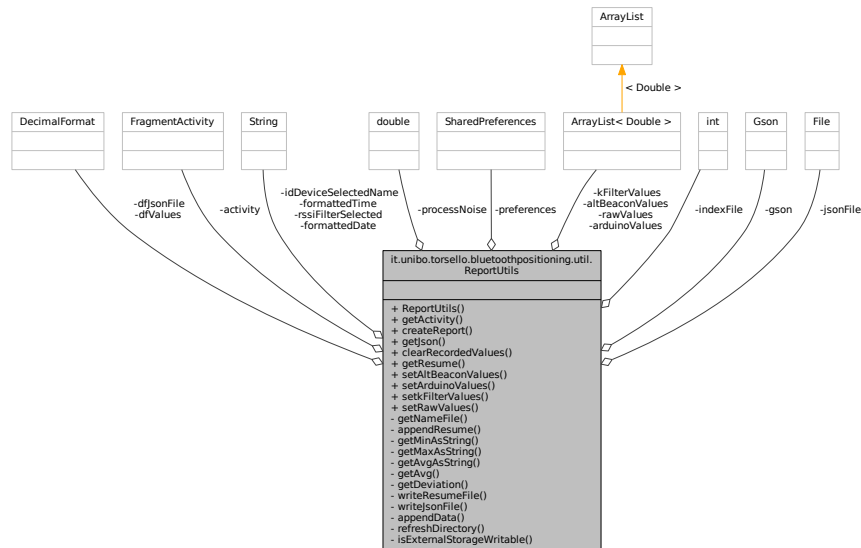 ArrayList
< Double >
DecimalFormat
FragmentActivity
String
double
SharedPreferences
ArrayList< Double >
int
Gson
File
-dfJsonFile
-dfValues
-activity
-idDeviceSelectedName
-formattedTime
-rssiFilterSelected
-formattedDate
-processNoise
-preferences
-kFilterValues
-altBeaconValues
-rawValues
-arduinoValues
-indexFile
-gson
-jsonFile
it.unibo.torsello.bluetoothpositioning.util.
ReportUtils
+ ReportUtils()
+ getActivity()
+ createReport()
+ getJson()
+ clearRecordedValues()
+ getResume()
+ setAltBeaconValues()
+ setArduinoValues()
+ setkFilterValues()
+ setRawValues()
- getNameFile()
- appendResume()
- getMinAsString()
- getMaxAsString()
- getAvgAsString()
- getAvg()
- getDeviation()
- writeResumeFile()
- writeJsonFile()
- appendData()
- refreshDirectory()
- isExternalStorageWritable()